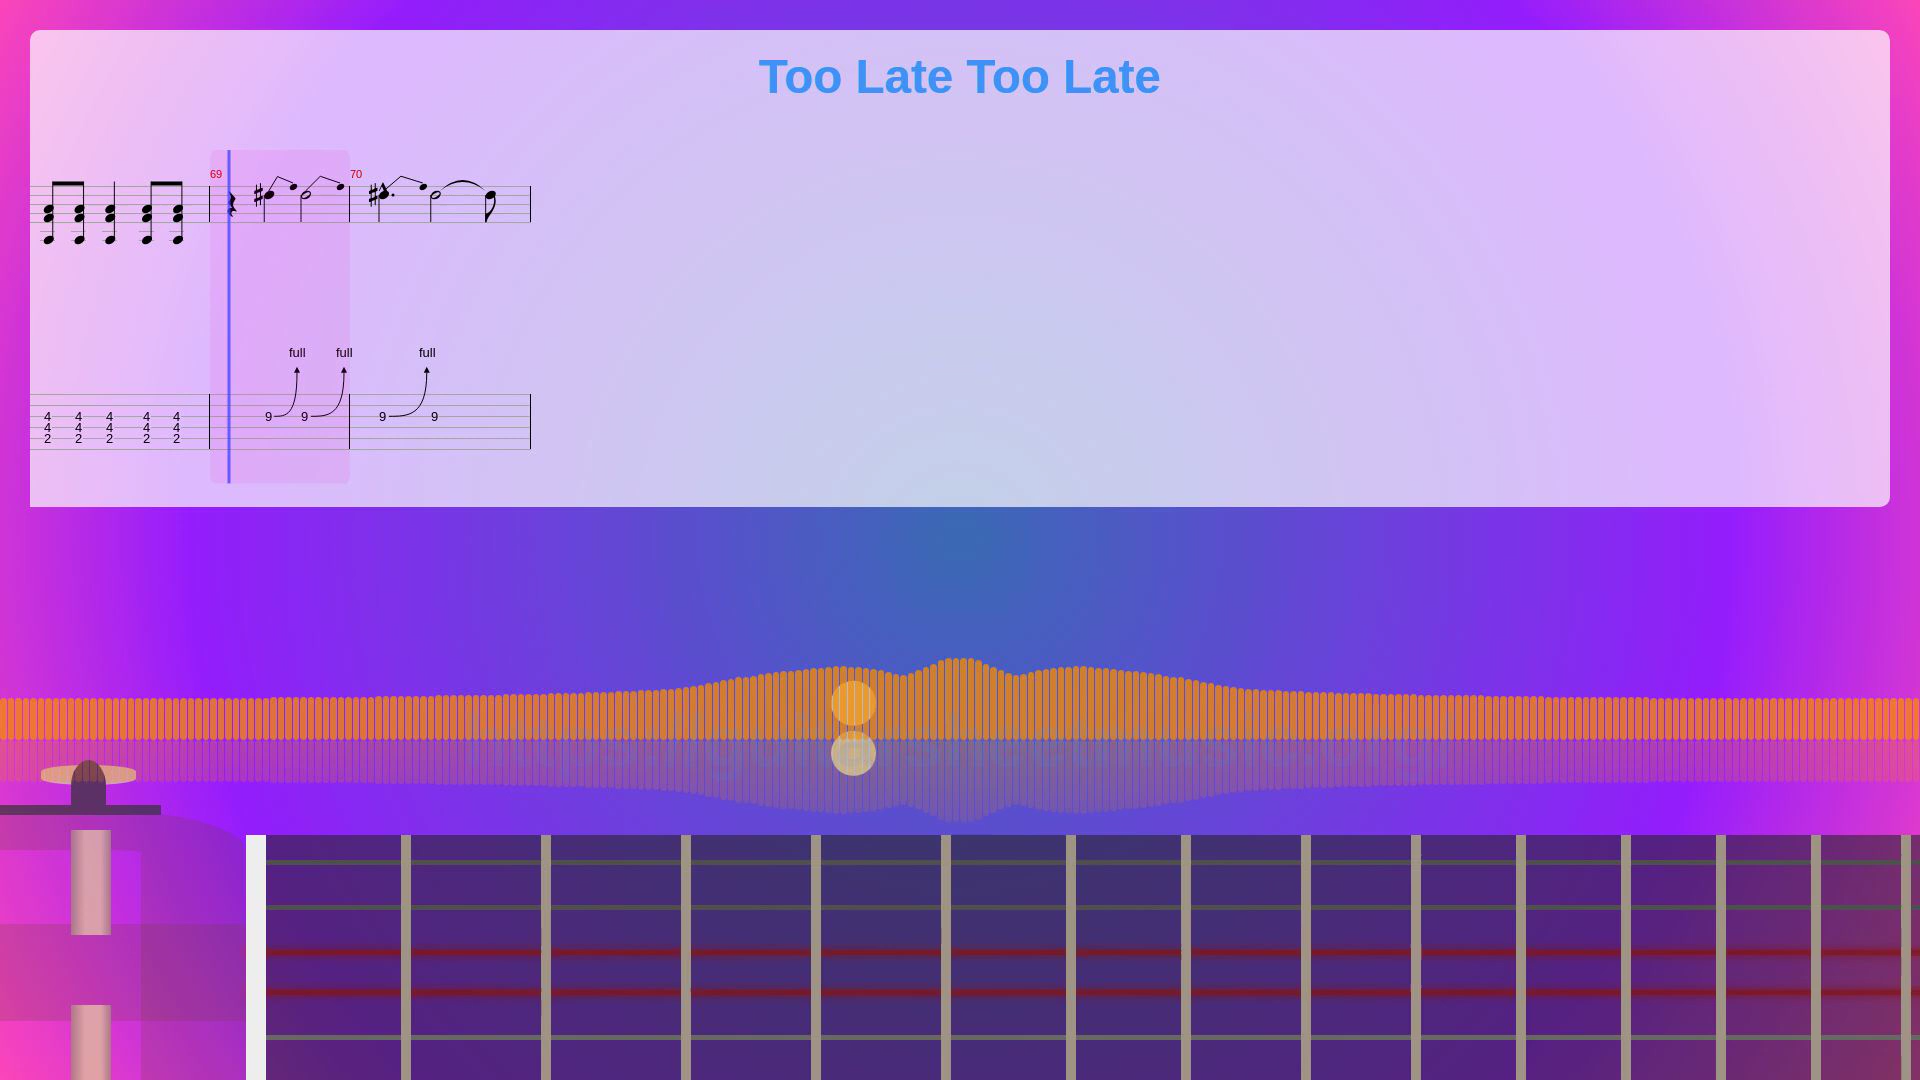 Too Late Too Late
69 70
full full full
4 4 4 4 4 9 9 9 9
4 4 4 4 4
2 2 2 2 2